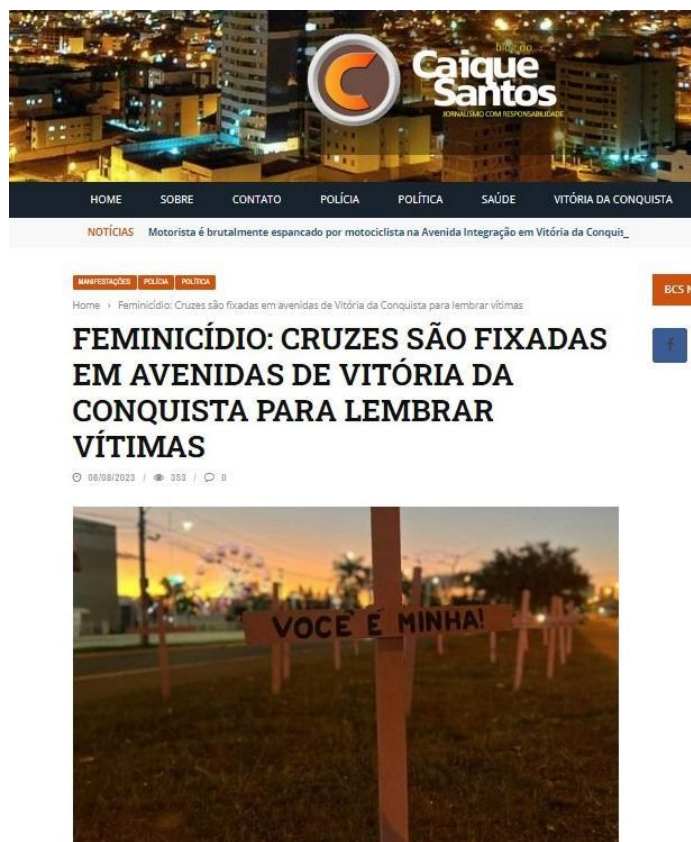 blog do
Caique
Santos
JORNALISMO COM RESPONSABILIDADE
HOME SOBRE CONTATO POLÍCIA POLÍTICA SAÚDE VITÓRIA DA CONQUISTA
NOTÍCIAS Motorista é brutalmente espancado por motociclista na Avenida Integração em Vitória da Conquis_
MANIFESTAÇÕES POLÍCIA POLÍTICA
BCS N
Home › Feminicídio: Cruzes são fixadas em avenidas de Vitória da Conquista para lembrar vítimas
FEMINICÍDIO: CRUZES SÃO FIXADAS
EM AVENIDAS DE VITÓRIA DA
CONQUISTA PARA LEMBRAR
VÍTIMAS
08/08/2023 / 353 / 0
VOCÊ É MINHA!